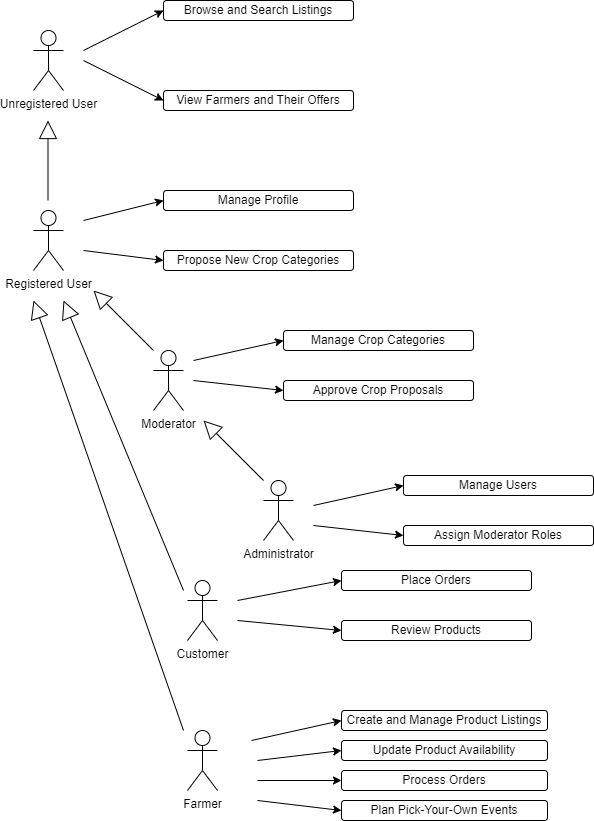 Browse and Search Listings
Unregistered User
View Farmers and Their Offers
Manage Profile
Propose New Crop Categories
Registered User
Manage Crop Categories
Approve Crop Proposals
Moderator
Manage Users
Assign Moderator Roles
Administrator
Place Orders
Review Products
Customer
Create and Manage Product Listings
Update Product Availability
Process Orders
Farmer
Plan Pick-Your-Own Events